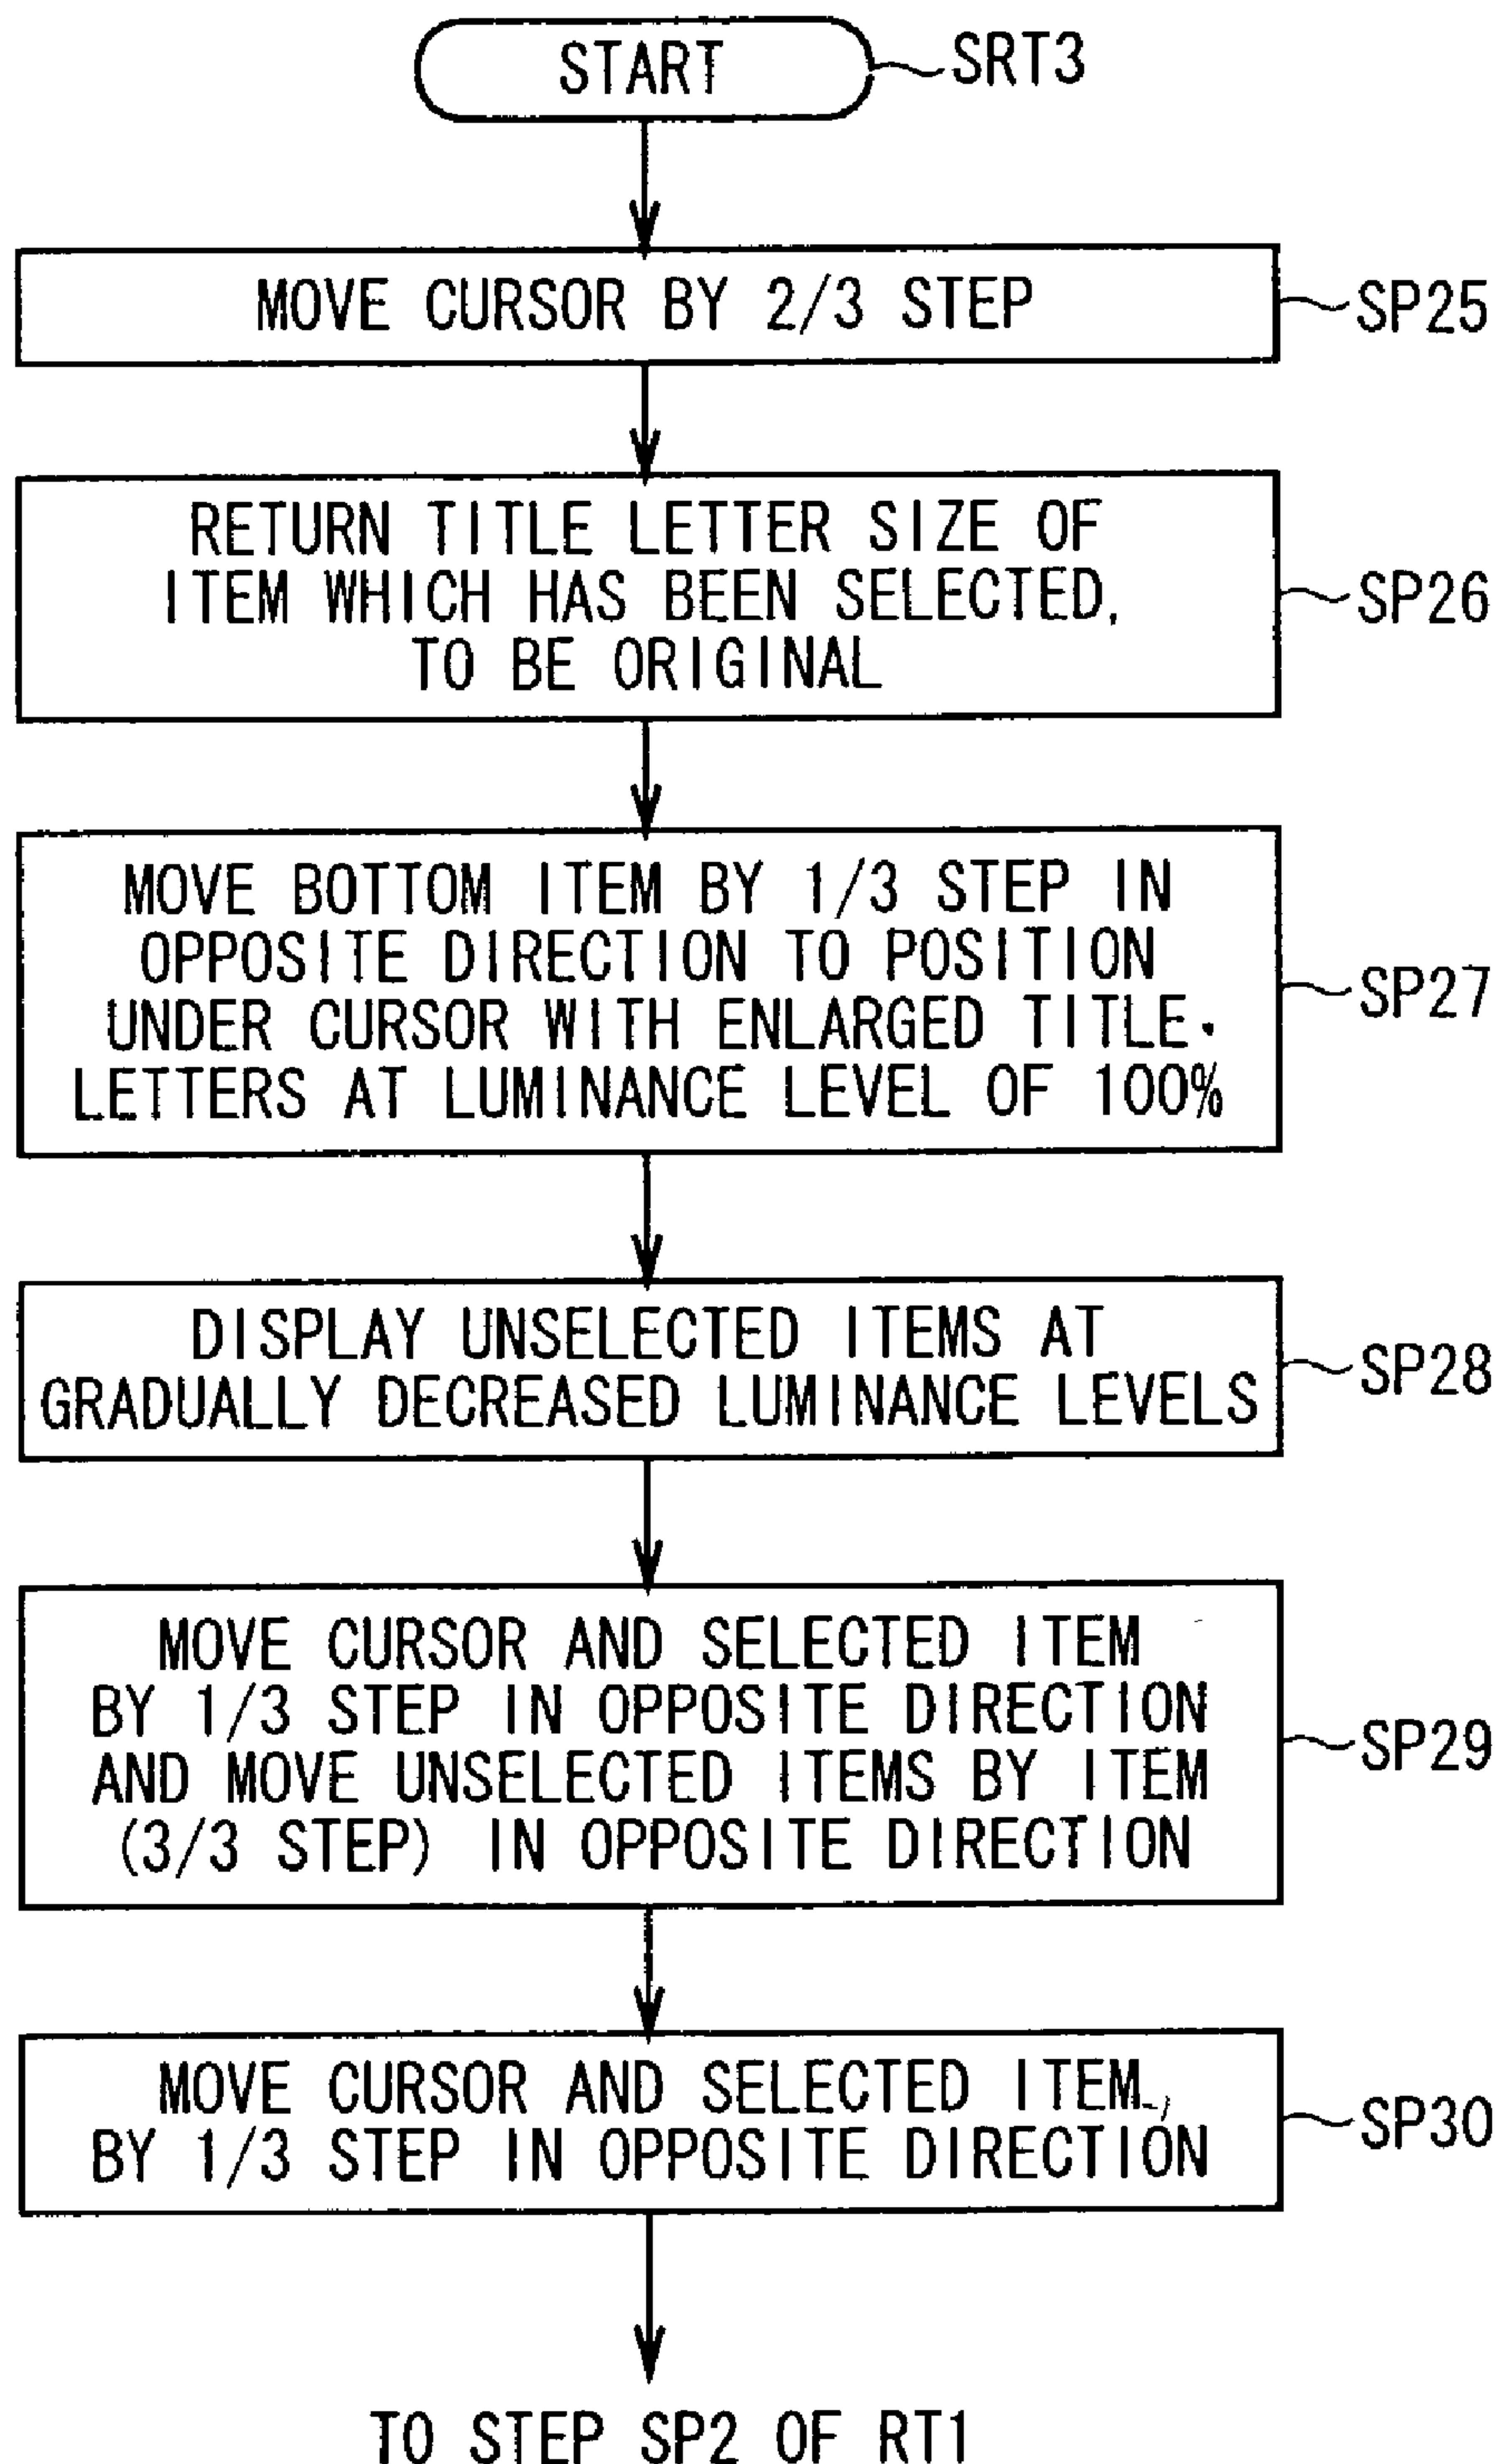 START
SRT3
MOVE CURSOR BY 2/3 STEP
SP25
RETURN TITLE LETTER SIZE OF
ITEM WHICH HAS BEEN SELECTED,
TO BE ORIGINAL
SP26
MOVE BOTTOM ITEM BY 1/3 STEP IN
OPPOSITE DIRECTION TO POSITION
UNDER CURSOR WITH ENLARGED TITLE
LETTERS AT LUMINANCE LEVEL OF 100%
SP27
DISPLAY UNSELECTED ITEMS AT
GRADUALLY DECREASED LUMINANCE LEVELS
SP28
MOVE CURSOR AND SELECTED ITEM
BY 1/3 STEP IN OPPOSITE DIRECTION
AND MOVE UNSELECTED ITEMS BY ITEM
(3/3 STEP) IN OPPOSITE DIRECTION
SP29
MOVE CURSOR AND SELECTED ITEM
BY 1/3 STEP IN OPPOSITE DIRECTION
SP30
TO STEP SP2 OF RT1